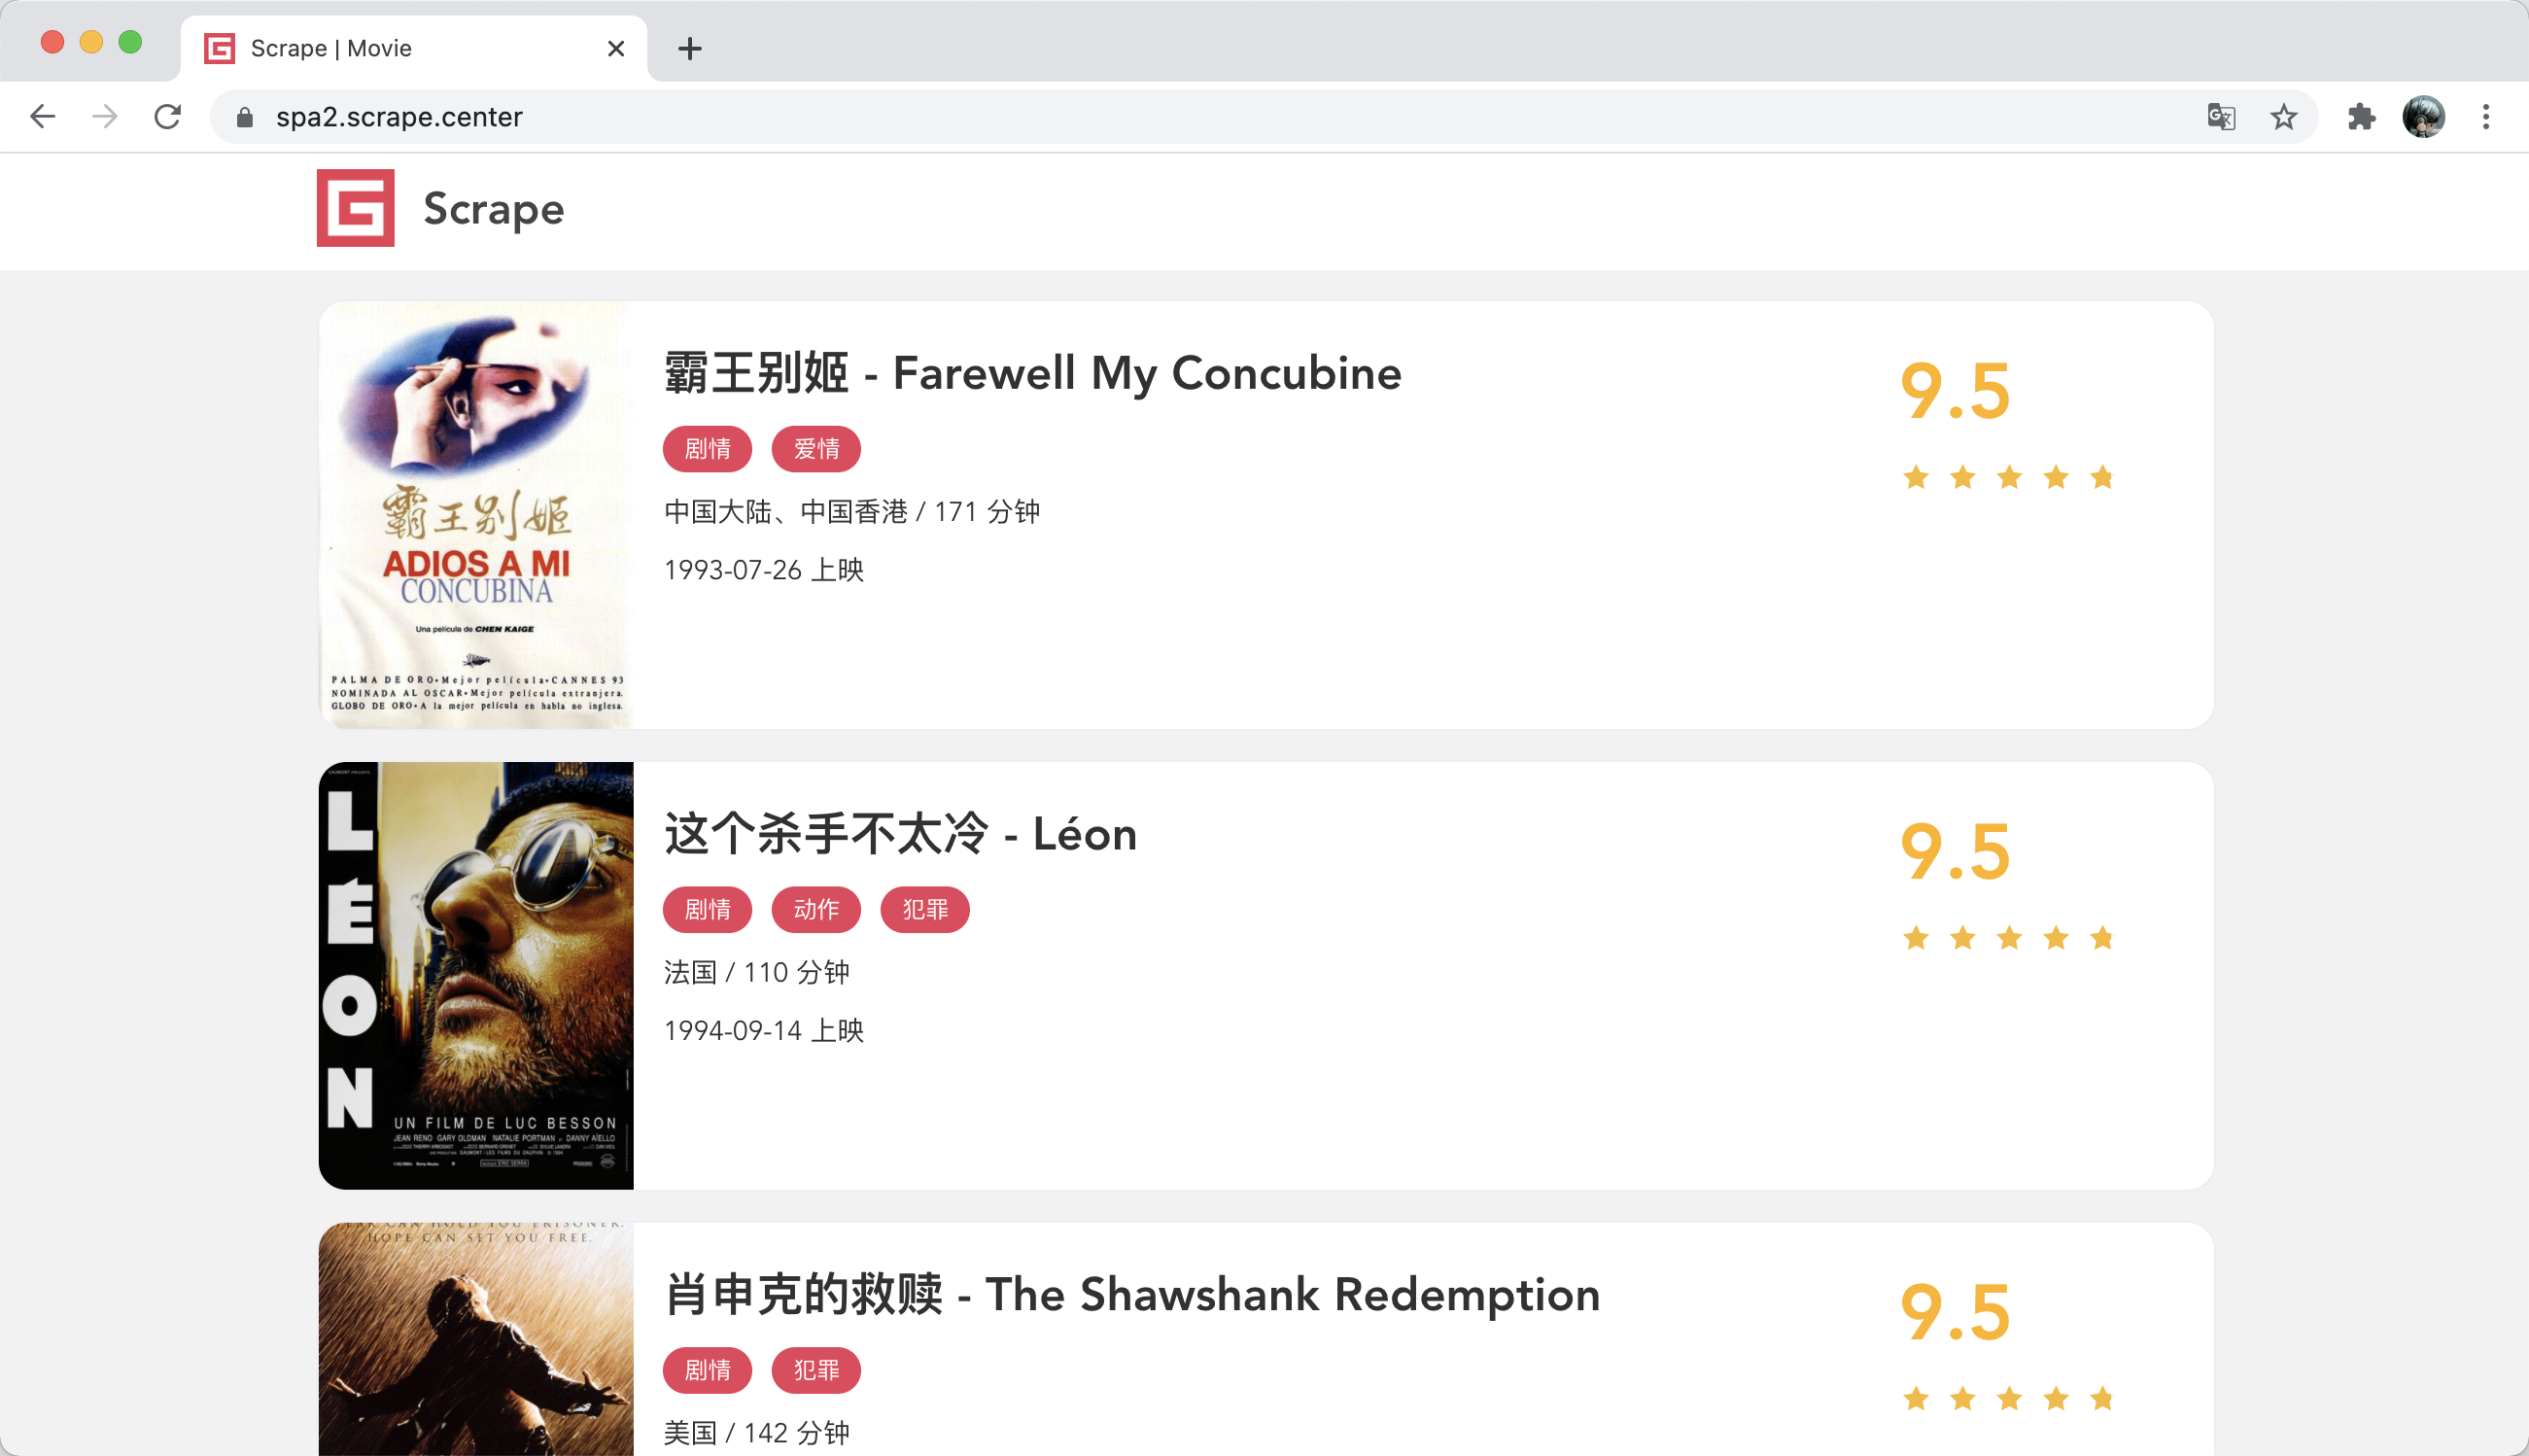 Scrape | Movie
spa2.scrape.center
Scrape
霸王别姬 - Farewell My Concubine
9.5
剧情 爱情
中国大陆、中国香港 / 171 分钟
1993-07-26 上映
霸王别姬
ADIOS A MI
CONCUBINA
Una película de CHEN KAIGE
PALMA DE ORO•Mejor película•CANNES 93
NOMINADA AL OSCAR•Mejor película extranjera.
GLOBO DE ORO•A la mejor película en habla no inglesa.
这个杀手不太冷 - Léon
9.5
剧情 动作 犯罪
法国 / 110 分钟
1994-09-14 上映
LÉON
UN FILM DE LUC BESSON
JEAN RENO GARY OLDMAN NATALIE PORTMAN DANNY AÏELLO
肖申克的救赎 - The Shawshank Redemption
9.5
剧情 犯罪
美国 / 142 分钟
CAN HOLD YOU PRISONER.
HOPE CAN SET YOU FREE.